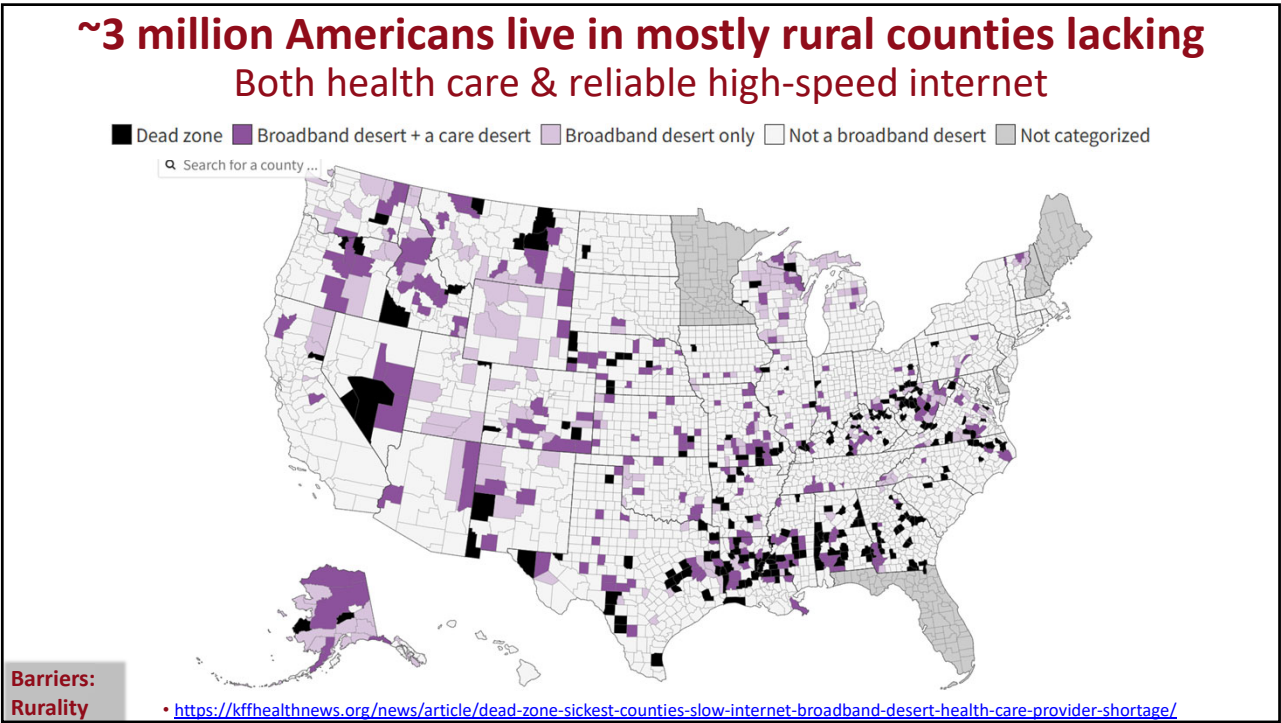 ~3 million Americans live in mostly rural counties lacking
Both health care & reliable high-speed internet
Dead zone Broadband desert + a care desert Broadband desert only Not a broadband desert Not categorized
Search for a county ...
Barriers:
Rurality
• https://kffhealthnews.org/news/article/dead-zone-sickest-counties-slow-internet-broadband-desert-health-care-provider-shortage/